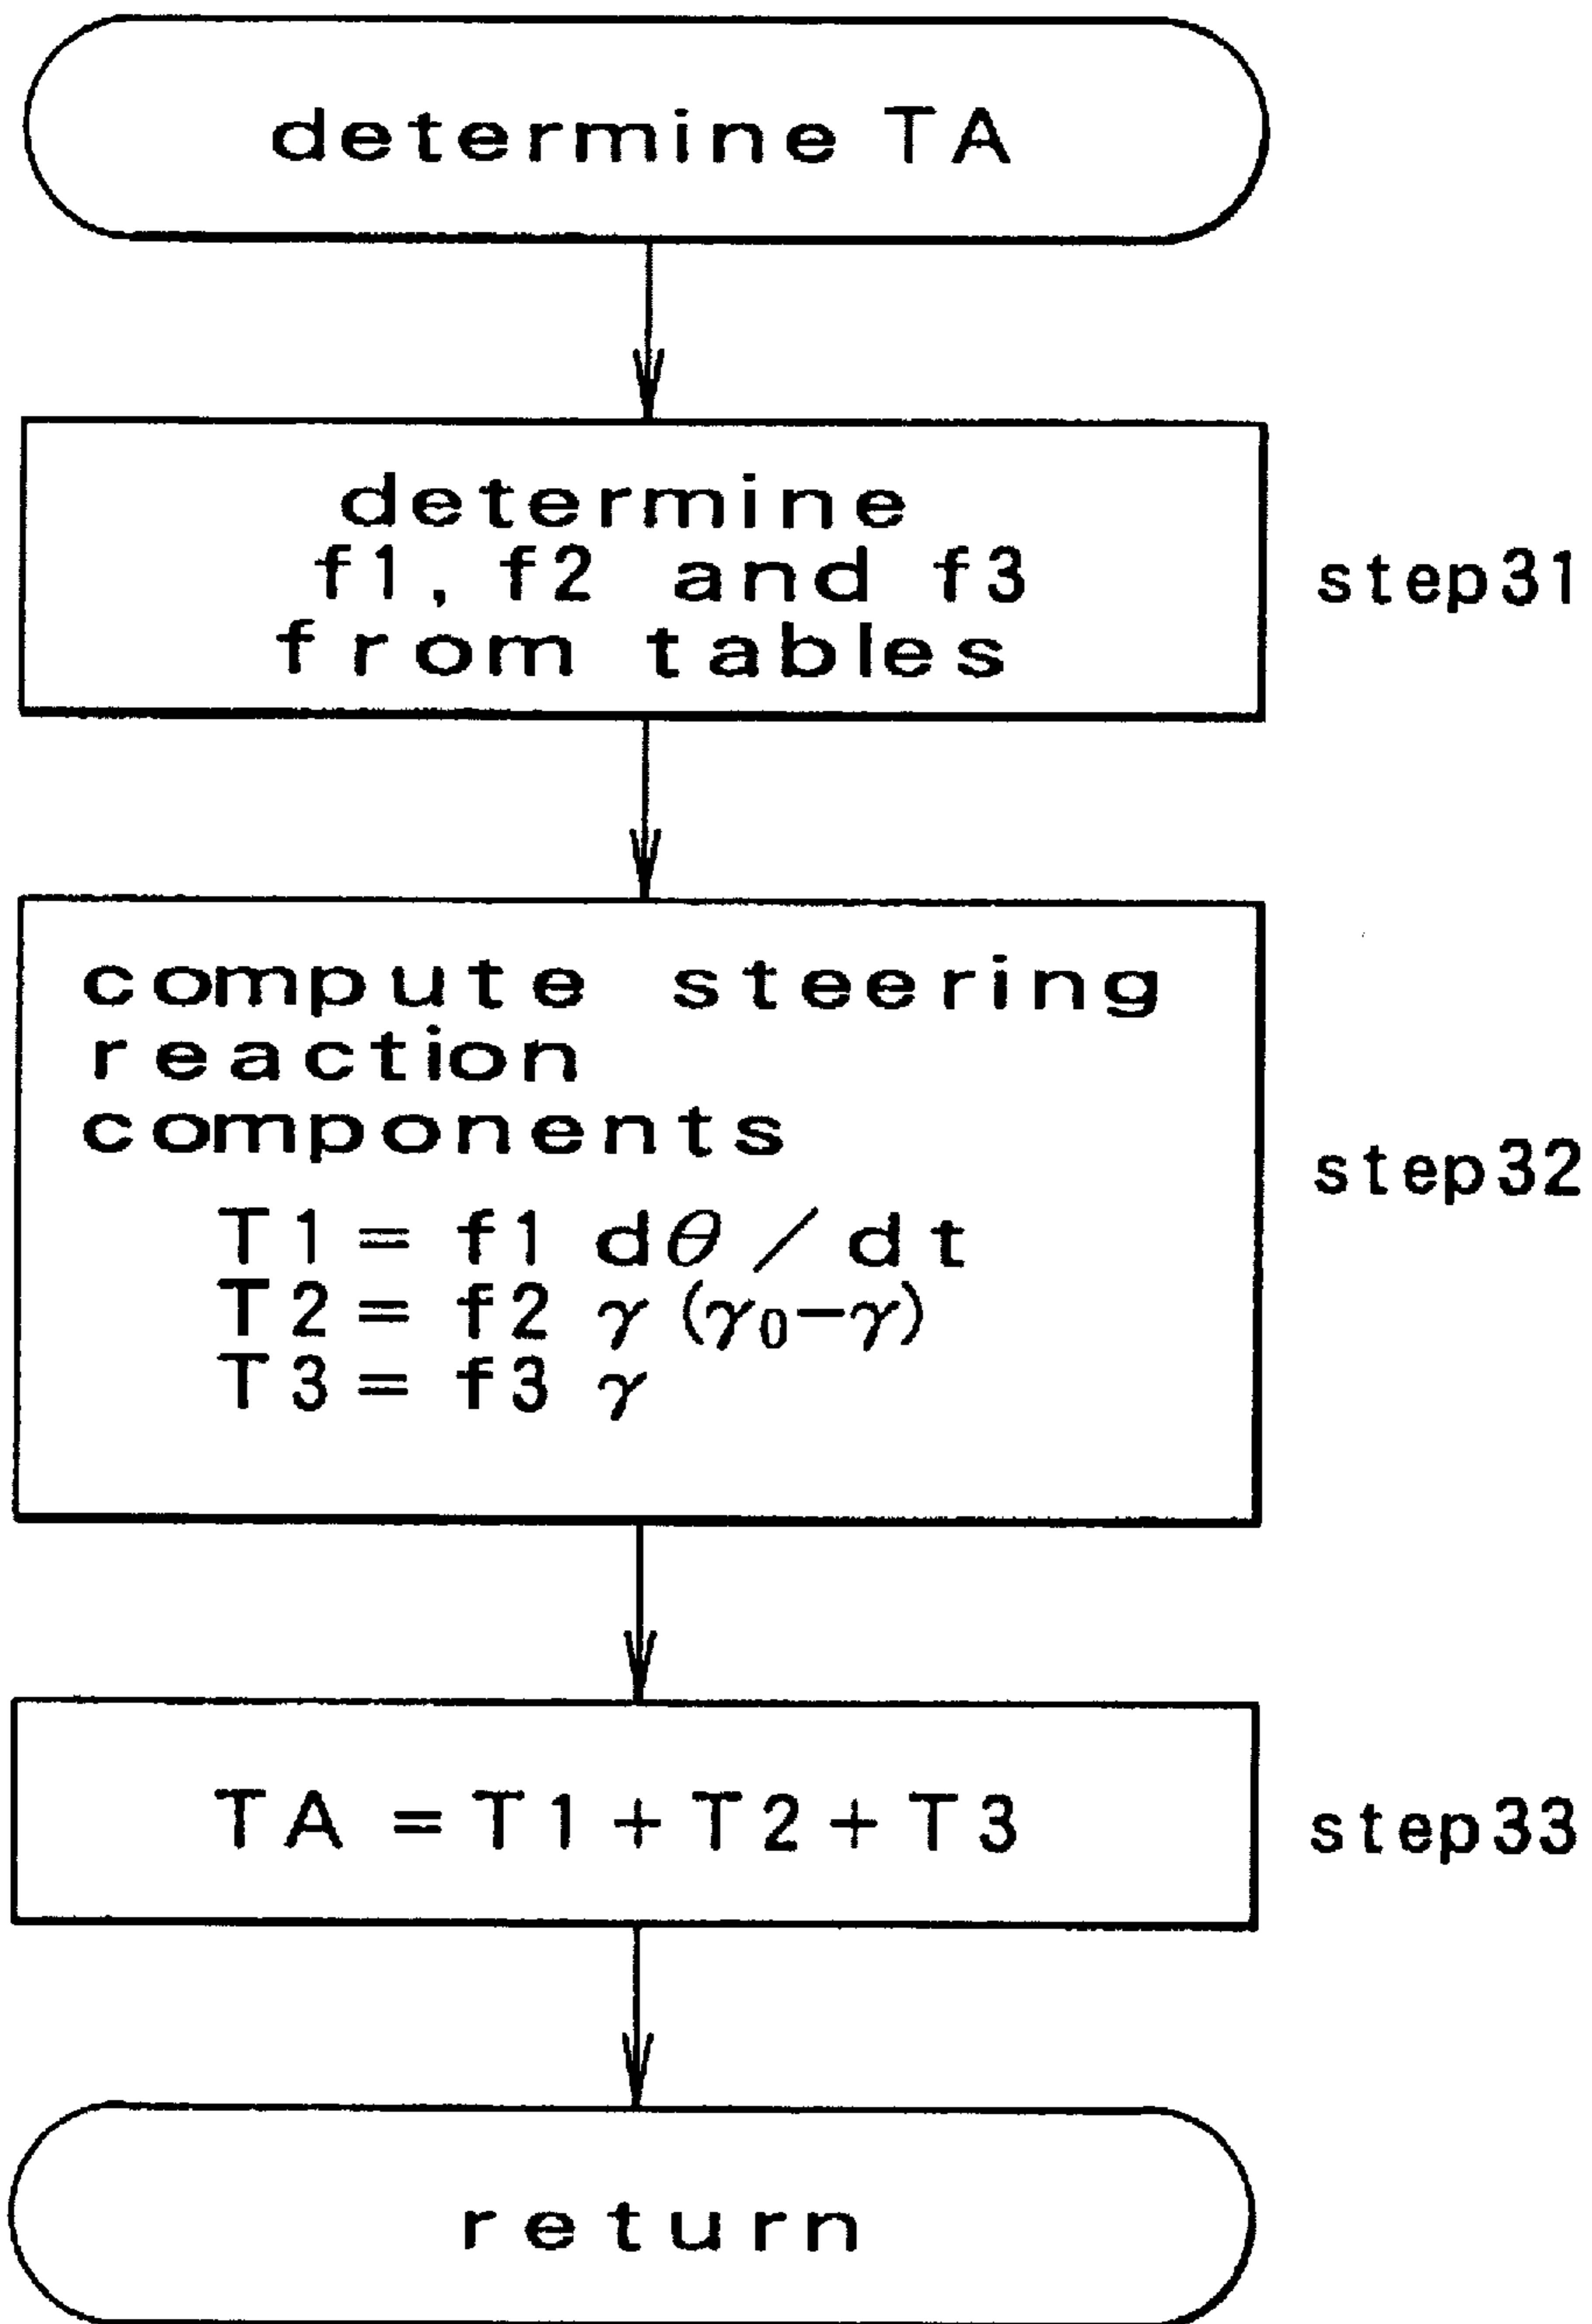 determine TA
determine
f1, f2 and f3
from tables
step31
compute steering
reaction
components
T1 = f1 dθ/dt
T2 = f2 γ (γ₀−γ)
T3 = f3 γ
step32
TA = T1 + T2 + T3
step33
return